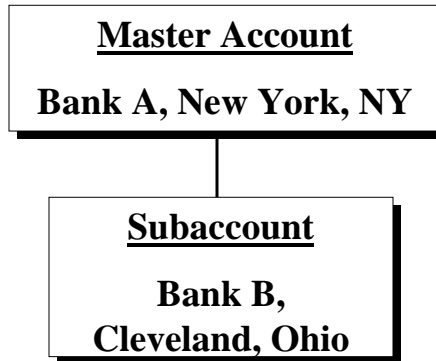 Master Account
Bank A, New York, NY
Subaccount
Bank B,
Cleveland, Ohio